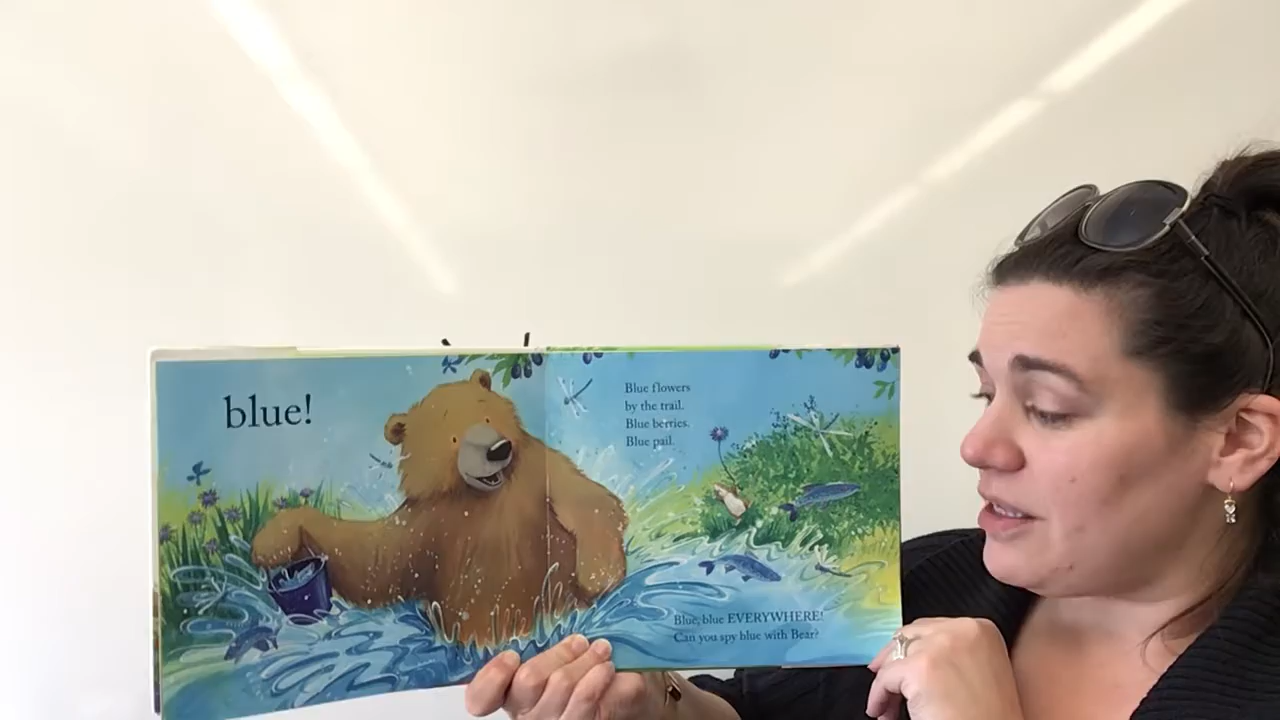 blue!
Blue flowers
by the trail.
Blue berries.
Blue pail.
Blue, blue EVERYWHERE!
Can you spy blue with Bear?